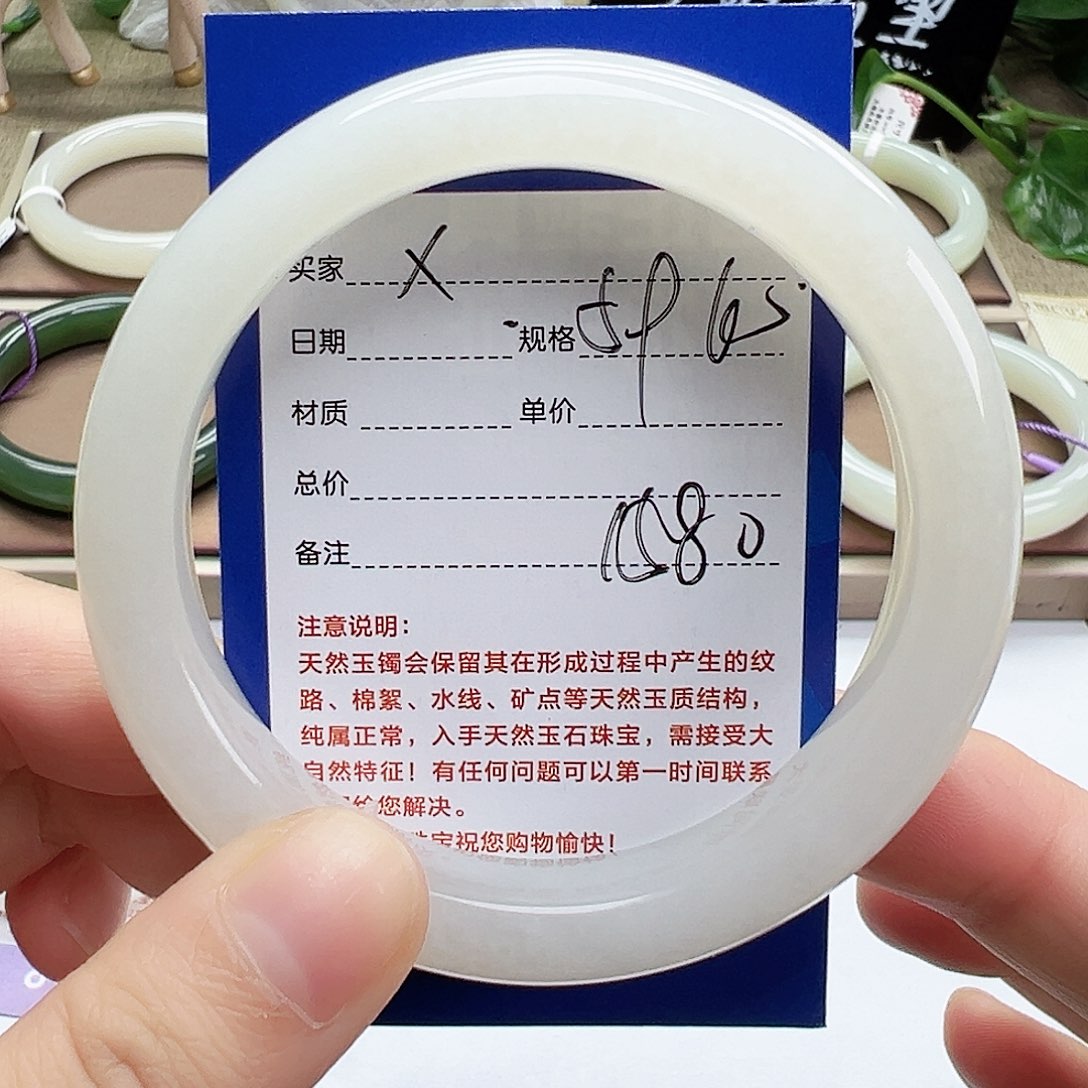 买家 X
日期 规格
材质 单价
总价
备注
注意说明：
天然玉镯会保留其在形成过程中产生的纹
路、棉絮、水线、矿点等天然玉质结构，
纯属正常，入手天然玉石珠宝，需接受大
自然特征！有任何问题可以第一时间联系
给您解决。
宝祝您购物愉快！